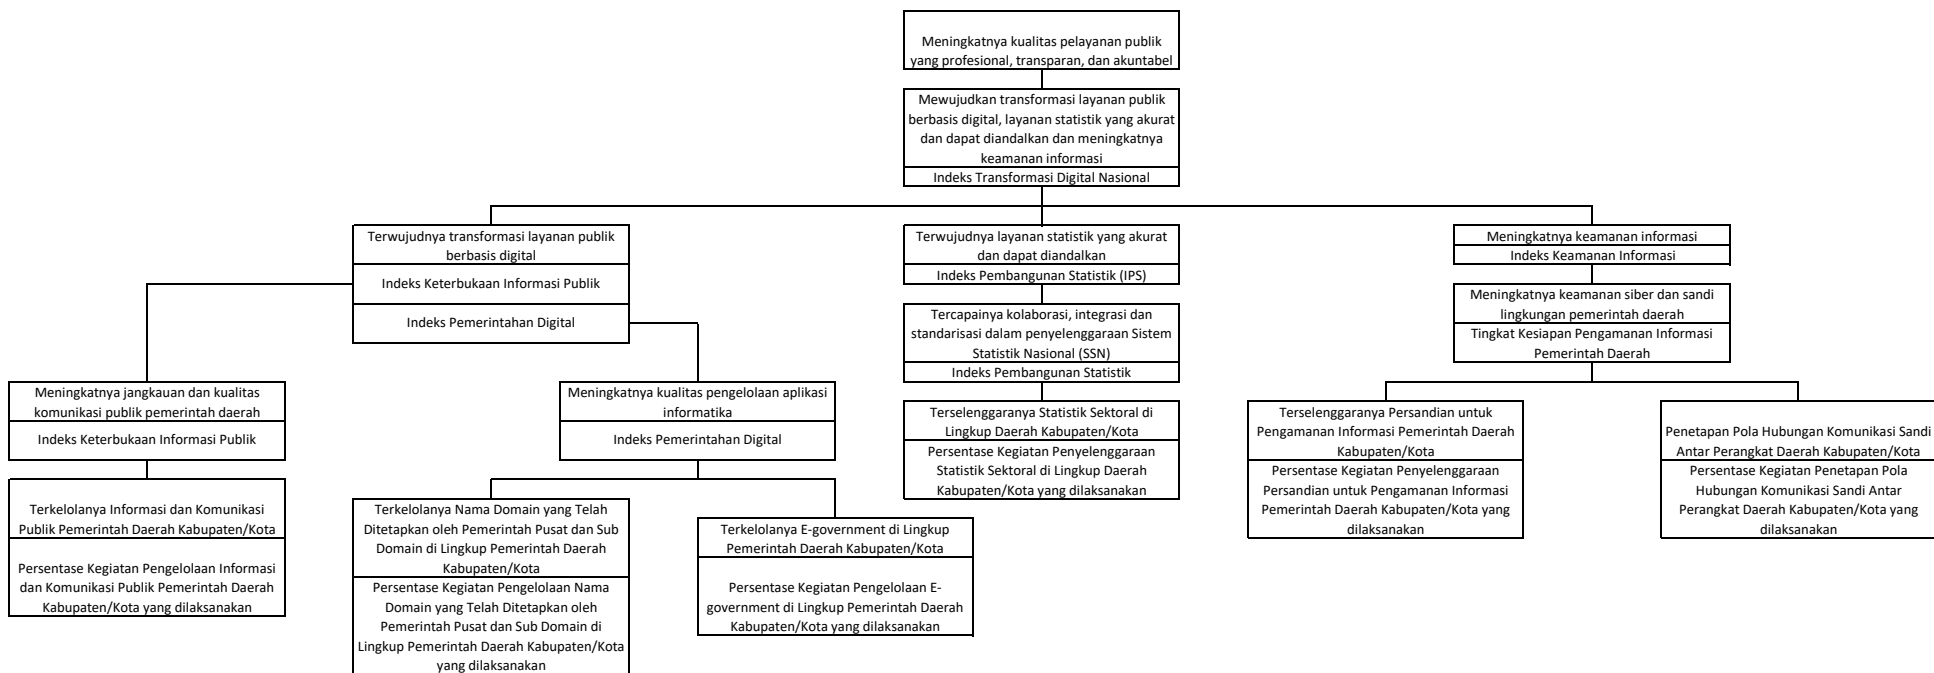 Meningkatnya kualitas pelayanan publik
yang profesional, transparan, dan akuntabel
Mewujudkan transformasi layanan publik
berbasis digital, layanan statistik yang akurat
dan dapat diandalkan dan meningkatnya
keamanan informasi
Indeks Transformasi Digital Nasional
Terwujudnya transformasi layanan publik
berbasis digital
Indeks Keterbukaan Informasi Publik
Indeks Pemerintahan Digital
Terwujudnya layanan statistik yang akurat
dan dapat diandalkan
Indeks Pembangunan Statistik (IPS)
Meningkatnya keamanan informasi
Indeks Keamanan Informasi
Tercapainya kolaborasi, integrasi dan
standarisasi dalam penyelenggaraan Sistem
Statistik Nasional (SSN)
Indeks Pembangunan Statistik
Meningkatnya keamanan siber dan sandi
lingkungan pemerintah daerah
Tingkat Kesiapan Pengamanan Informasi
Pemerintah Daerah
Meningkatnya jangkauan dan kualitas
komunikasi publik pemerintah daerah
Indeks Keterbukaan Informasi Publik
Meningkatnya kualitas pengelolaan aplikasi
informatika
Indeks Pemerintahan Digital
Terselenggaranya Statistik Sektoral di
Lingkup Daerah Kabupaten/Kota
Persentase Kegiatan Penyelenggaraan
Statistik Sektoral di Lingkup Daerah
Kabupaten/Kota yang dilaksanakan
Terselenggaranya Persandian untuk
Pengamanan Informasi Pemerintah Daerah
Kabupaten/Kota
Persentase Kegiatan Penyelenggaraan
Persandian untuk Pengamanan Informasi
Pemerintah Daerah Kabupaten/Kota yang
dilaksanakan
Penetapan Pola Hubungan Komunikasi Sandi
Antar Perangkat Daerah Kabupaten/Kota
Persentase Kegiatan Penetapan Pola
Hubungan Komunikasi Sandi Antar
Perangkat Daerah Kabupaten/Kota yang
dilaksanakan
Terkelolanya Informasi dan Komunikasi
Publik Pemerintah Daerah Kabupaten/Kota
Persentase Kegiatan Pengelolaan Informasi
dan Komunikasi Publik Pemerintah Daerah
Kabupaten/Kota yang dilaksanakan
Terkelolanya Nama Domain yang Telah
Ditetapkan oleh Pemerintah Pusat dan Sub
Domain di Lingkup Pemerintah Daerah
Kabupaten/Kota
Persentase Kegiatan Pengelolaan Nama
Domain yang Telah Ditetapkan oleh
Pemerintah Pusat dan Sub Domain di
Lingkup Pemerintah Daerah Kabupaten/Kota
yang dilaksanakan
Terkelolanya E-government di Lingkup
Pemerintah Daerah Kabupaten/Kota
Persentase Kegiatan Pengelolaan E-
government di Lingkup Pemerintah Daerah
Kabupaten/Kota yang dilaksanakan